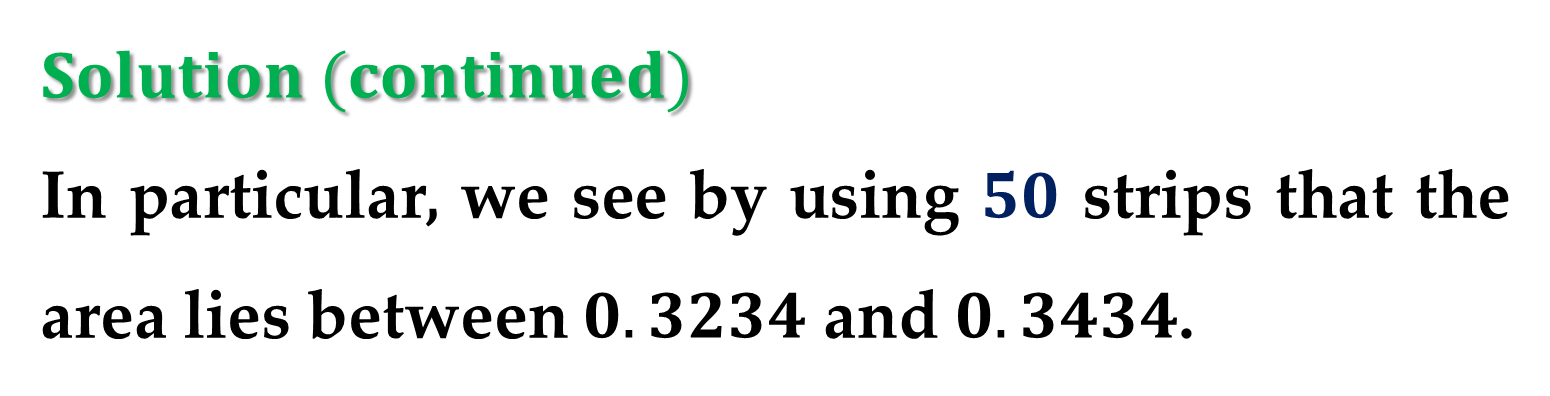 Solution (continued)
In particular, we see by using 50 strips that the
area lies between 0.3234 and 0.3434.